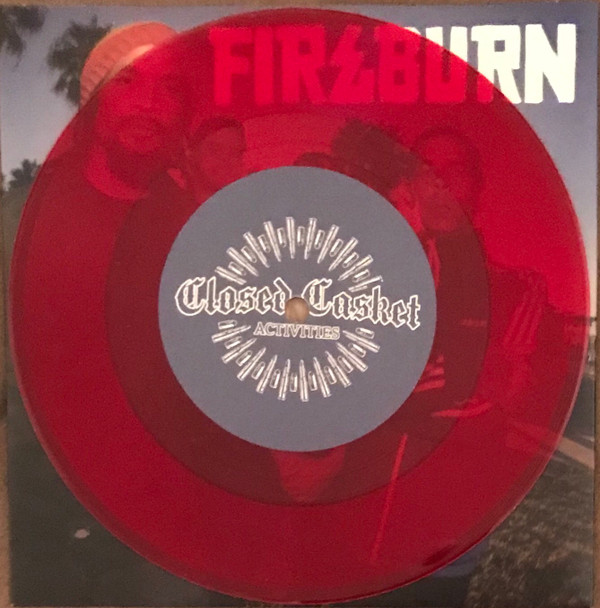 FIREBURN
Closed Casket
ACTIVITIES